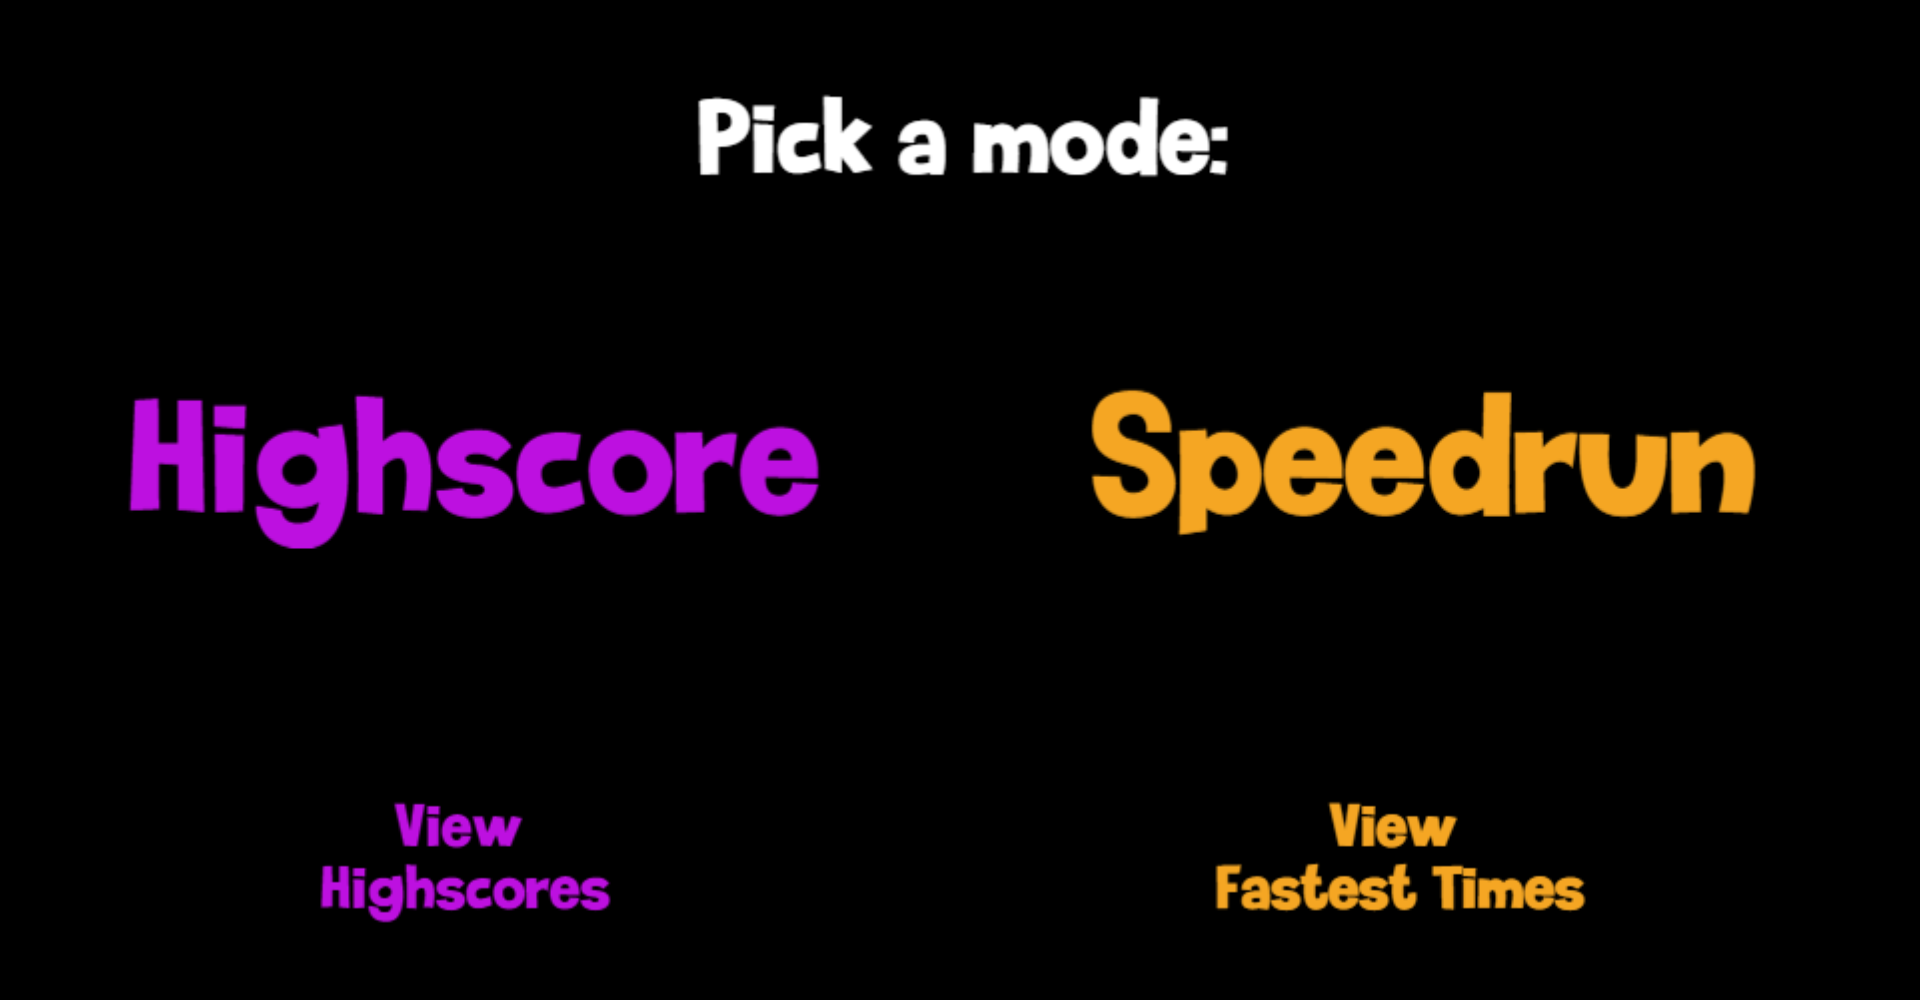 Pick a mode:
Highscore
Speedrun
View
Highscores
View
Fastest Times